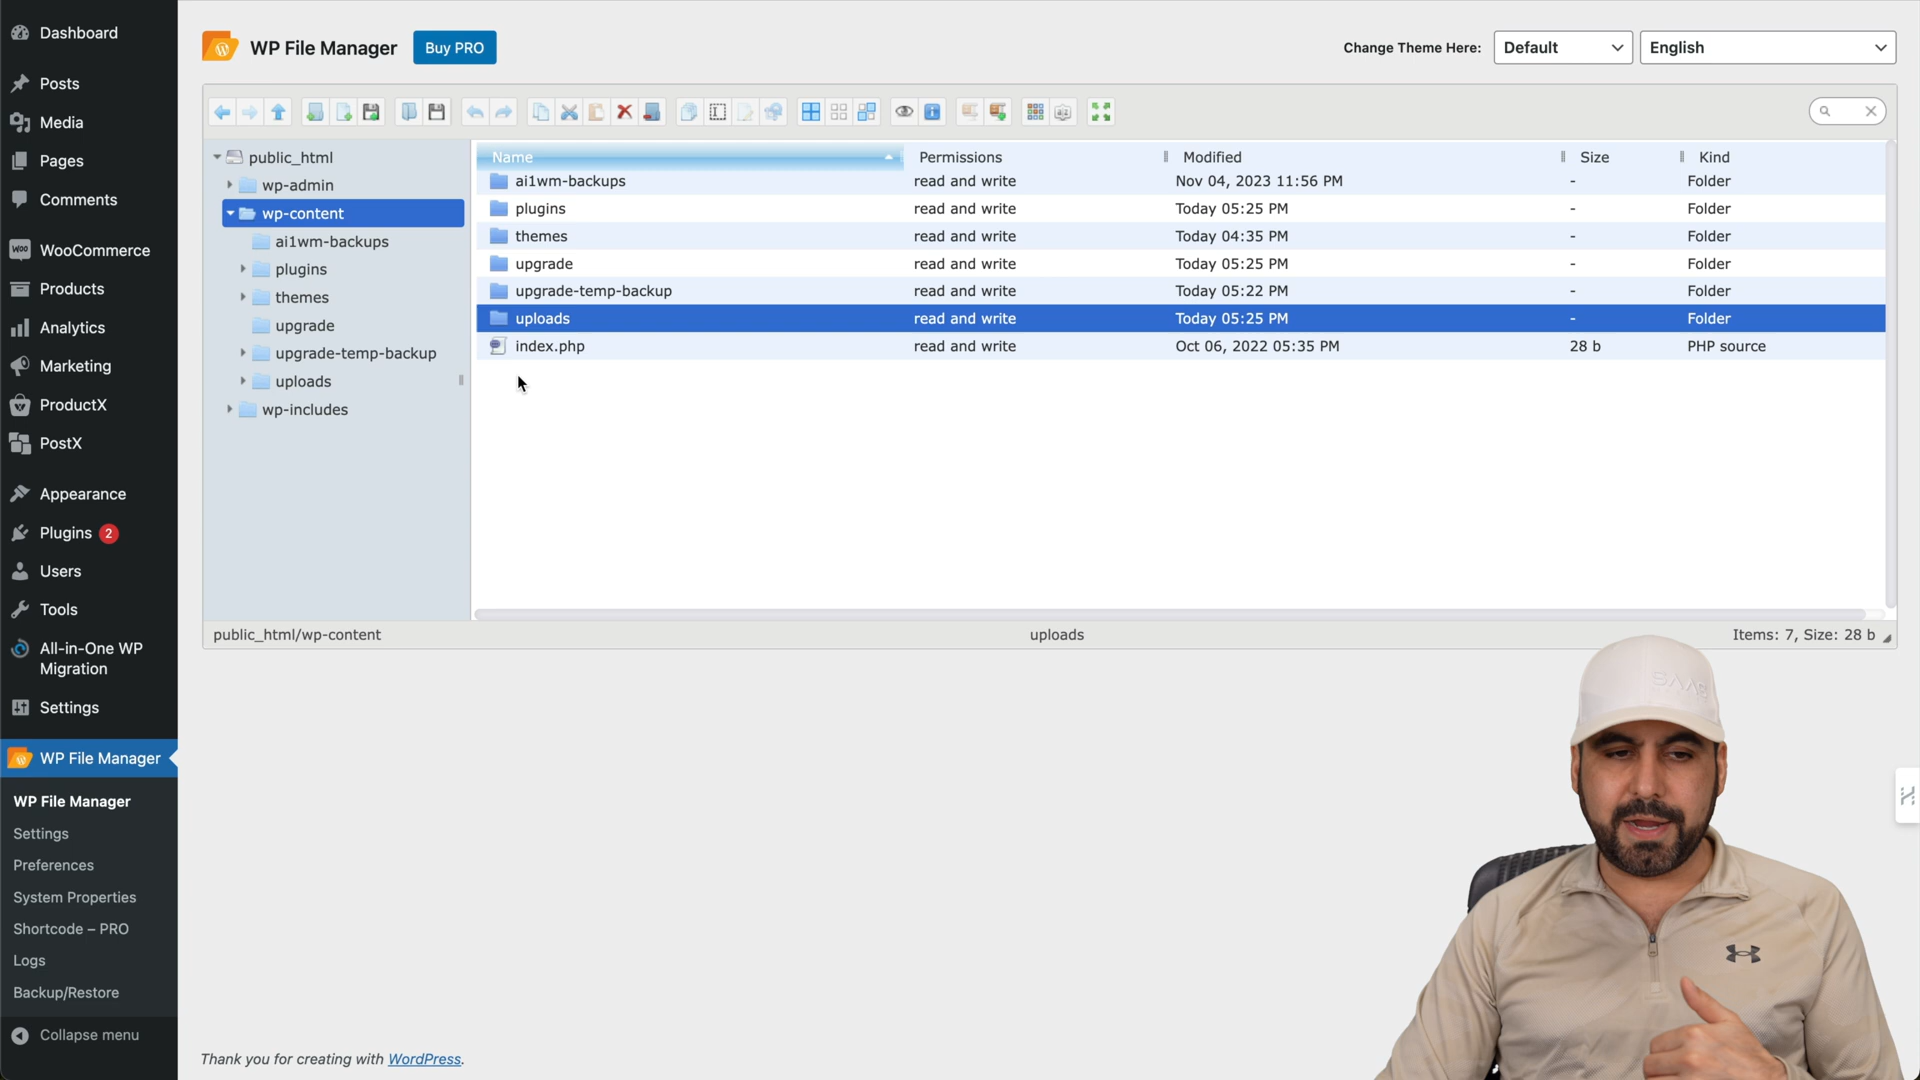 Dashboard
Posts
Media
Pages
Comments
WooCommerce
Products
Analytics
Marketing
ProductX
PostX
Appearance
Plugins 2
Users
Tools
All-in-One WP
Migration
Settings
WP File Manager
WP File Manager
Settings
Preferences
System Properties
Shortcode – PRO
Logs
Backup/Restore
Collapse menu
WP File Manager Buy PRO Change Theme Here: Default English
public_html
wp-admin
wp-content
ai1wm-backups
plugins
themes
upgrade
upgrade-temp-backup
uploads
wp-includes
Name Permissions Modified Size Kind
ai1wm-backups read and write Nov 04, 2023 11:56 PM - Folder
plugins read and write Today 05:25 PM - Folder
themes read and write Today 04:35 PM - Folder
upgrade read and write Today 05:25 PM - Folder
upgrade-temp-backup read and write Today 05:22 PM - Folder
uploads read and write Today 05:25 PM - Folder
index.php read and write Oct 06, 2022 05:35 PM 28 b PHP source
public_html/wp-content uploads Items: 7, Size: 28 b
Thank you for creating with WordPress.